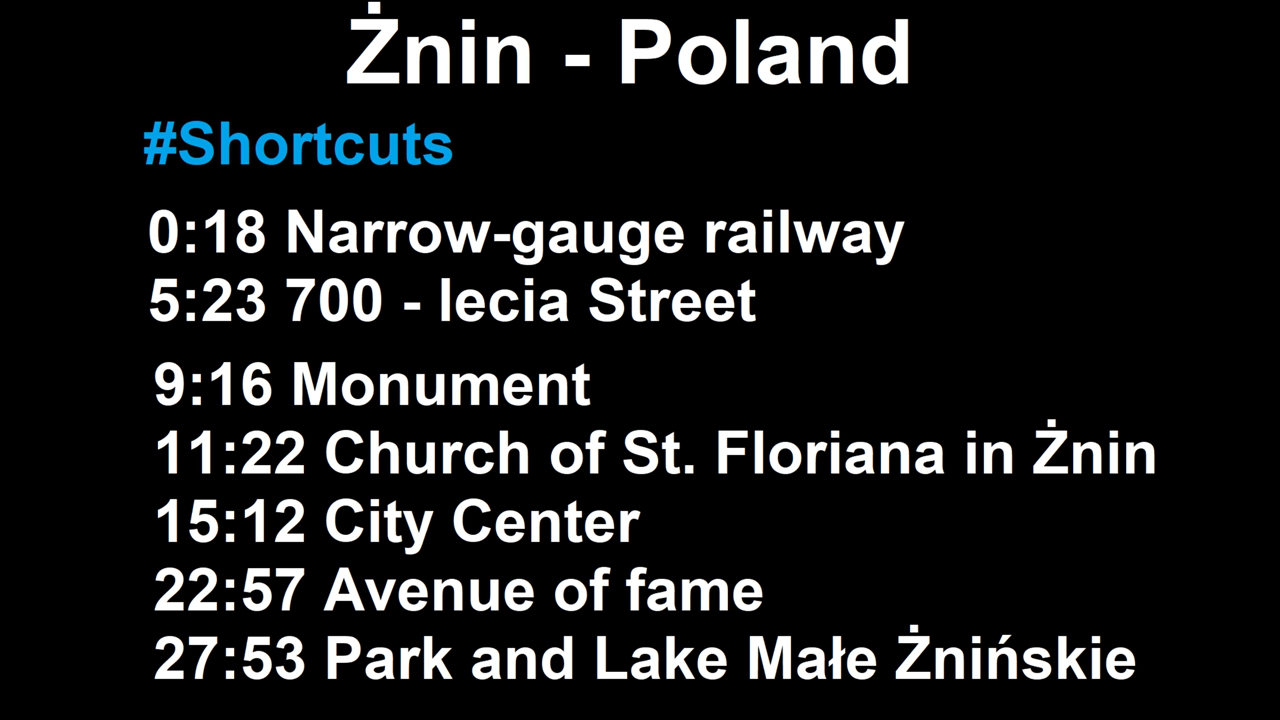 Żnin - Poland
#Shortcuts
0:18 Narrow-gauge railway
5:23 700 - lecia Street
9:16 Monument
11:22 Church of St. Floriana in Żnin
15:12 City Center
22:57 Avenue of fame
27:53 Park and Lake Małe Żnińskie